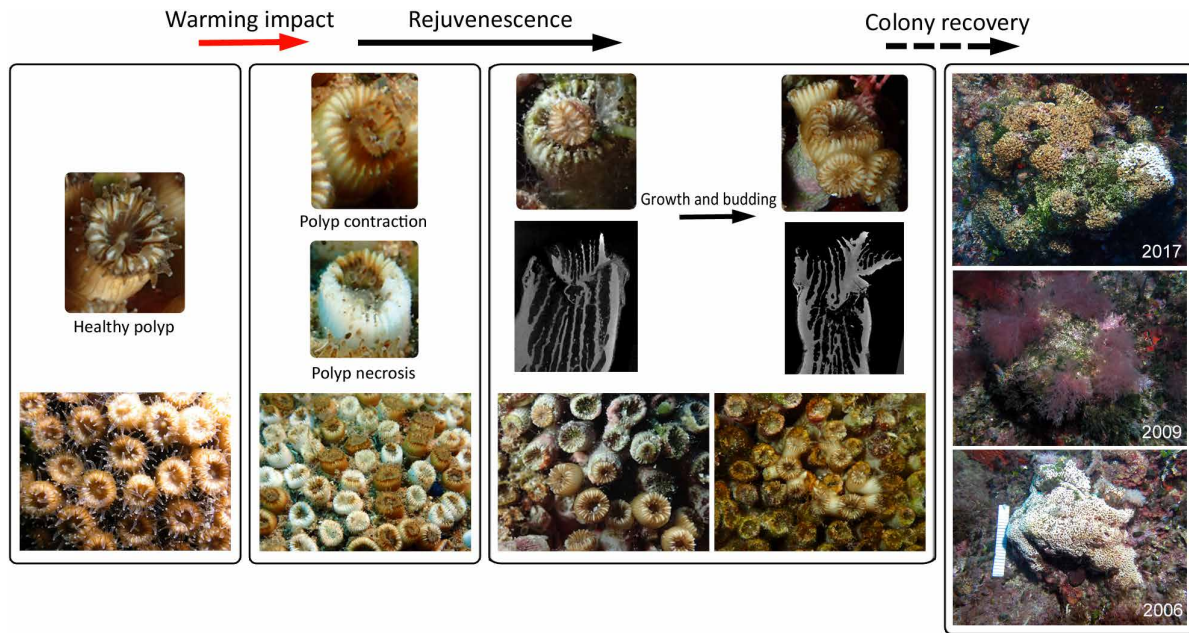 Warming impact
Rejuvenescence
Colony recovery
Healthy polyp
Polyp contraction
Polyp necrosis
Growth and budding
2017
2009
2006